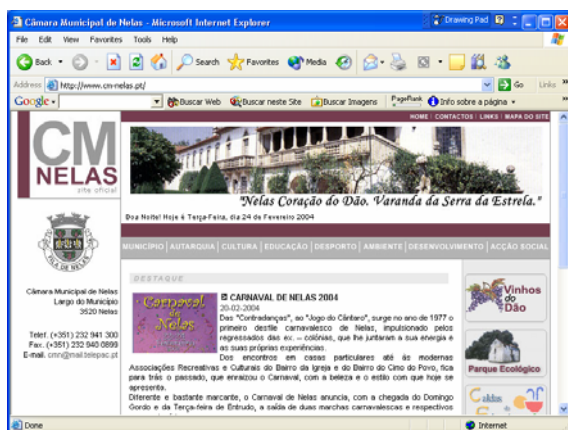 Câmara Municipal de Nelas - Microsoft Internet Explorer
Drawing Pad
File Edit View Favorites Tools Help
Back Search Favorites Media
Address http://www.cm-nelas.pt/ Go Links
Google Buscar Web Buscar neste Site Buscar Imagens PageRank Info sobre a página
HOME | CONTACTOS | LINKS | MAPA DO SITE
CM
NELAS
site oficial
"Nelas Coração do Dão. Varanda da Serra da Estrela."
Boa Noite! Hoje é Terça-Feira, dia 24 de Fevereiro 2004
MUNICÍPIO | AUTARQUIA | CULTURA | EDUCAÇÃO | DESPORTO | AMBIENTE | DESENVOLVIMENTO | ACÇÃO SOCIAL
VILA DE NELAS
Câmara Municipal de Nelas
Largo do Município
3520 Nelas
Telef. (+351) 232 941 300
Fax. (+351) 232 940 0899
E-mail. cmn@mail.telepac.pt
DESTAQUE
Carnaval
de
Nelas
CARNAVAL DE NELAS 2004
20-02-2004
Das "Contradanças", ao "Jogo do Cântaro", surge no ano de 1977 o
primeiro desfile carnavalesco de Nelas, impulsionado pelos
regressados das ex. - colónias, que lhe juntaram a sua energia e
as suas próprias experiências.
Dos encontros em casas particulares até ás modernas
Associações Recreativas e Culturais do Bairro da Igreja e do Bairro do Cimo do Povo, fica
para trás o passado, que enraizou o Carnaval, com a beleza e o estilo com que hoje se
apresenta.
Diferente e bastante marcante, o Carnaval de Nelas anuncia, com a chegada do Domingo
Gordo e da Terça-feira de Entrudo, a saída de duas marchas carnavalescas e respectivos
Vinhos
do
Dão
Parque Ecológico
Caldas
Done Internet